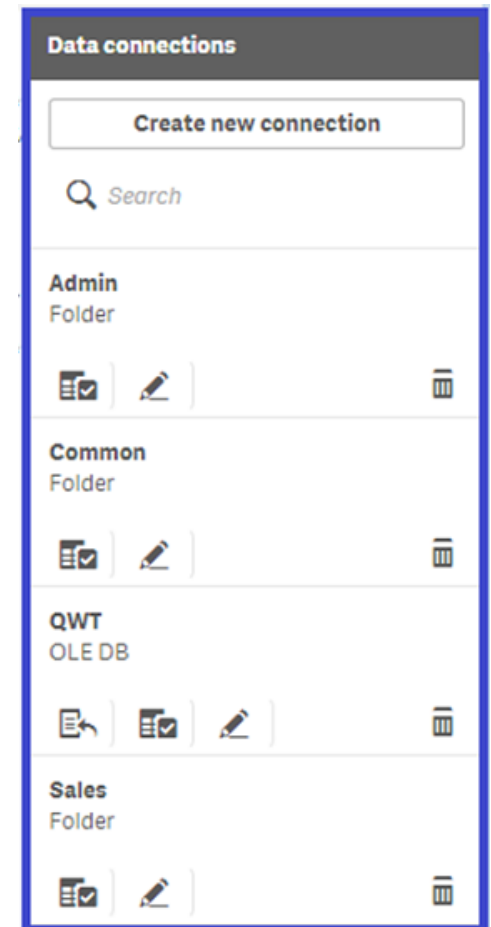 Data connections
Create new connection
Search
Admin
Folder
Common
Folder
QWT
OLE DB
Sales
Folder